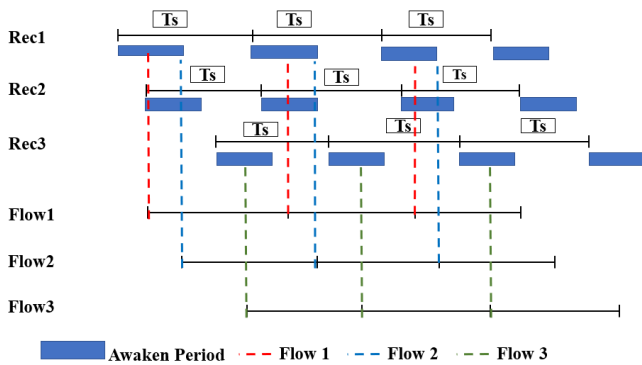 Ts Ts Ts
Rec1
Rec2
Ts Ts Ts
Rec3
Ts Ts Ts
Flow1
Flow2
Flow3
Awaken Period Flow 1 Flow 2 Flow 3